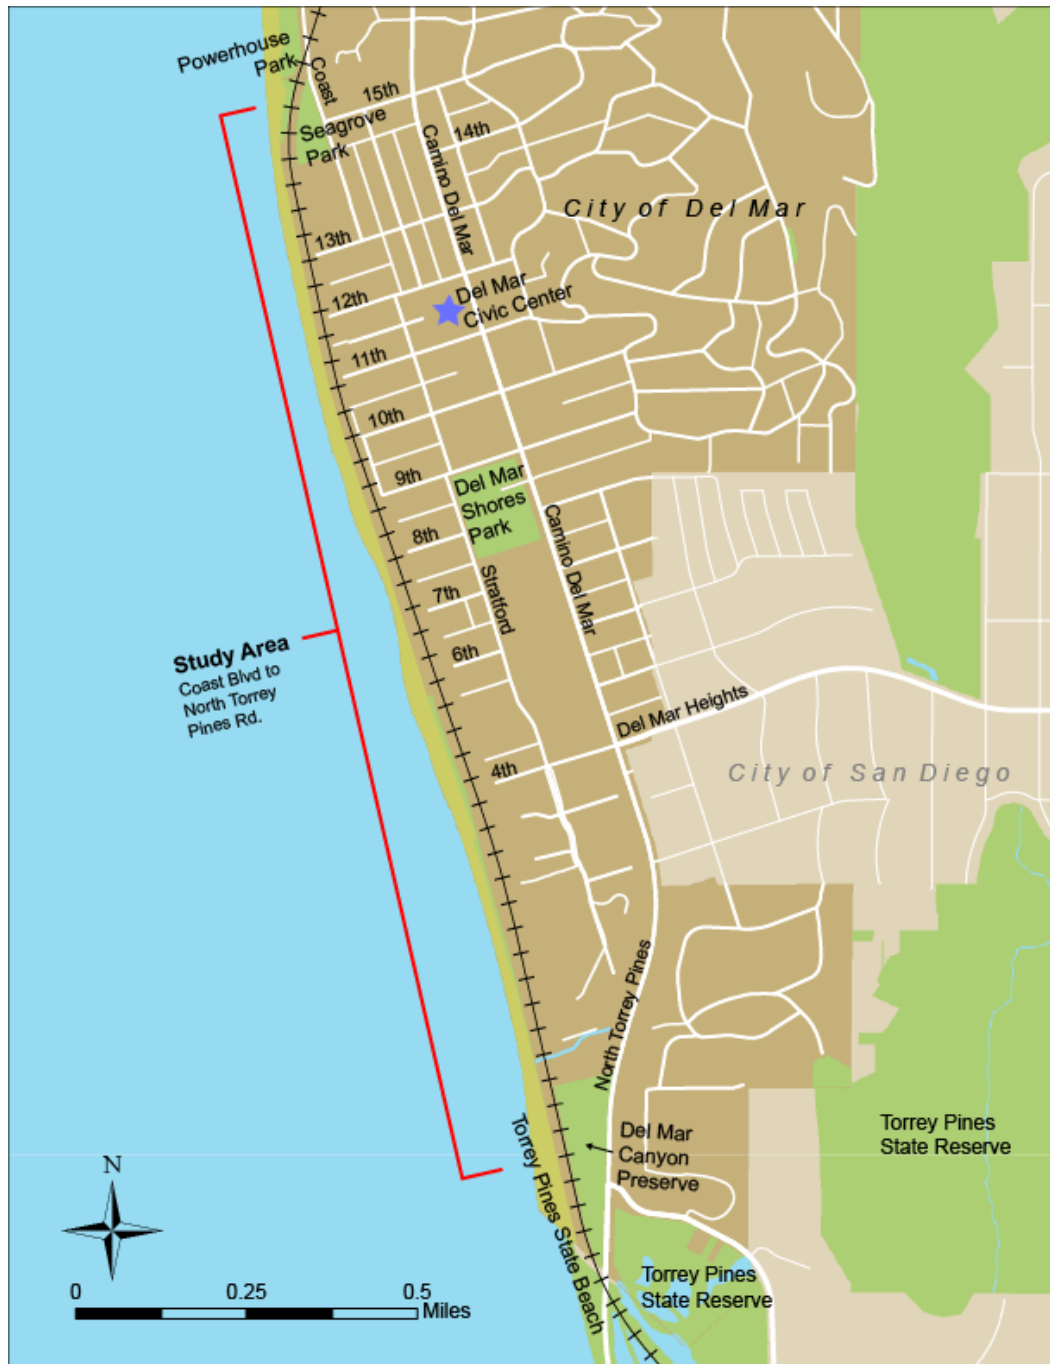 Powerhouse
Park
Coast
15th
Seagrove
Park
14th
Camino Del Mar
City of Del Mar
13th
12th
Del Mar
Civic Center
11th
10th
9th
Del Mar
Shores
Park
8th
Camino Del Mar
7th
Stratford
6th
Study Area
Coast Blvd to
North Torrey
Pines Rd.
Del Mar Heights
4th
City of San Diego
North Torrey Pines
Torrey Pines State Beach
Del Mar
Canyon
Preserve
Torrey Pines
State Reserve
N
Torrey Pines
State Reserve
0 0.25 0.5
Miles